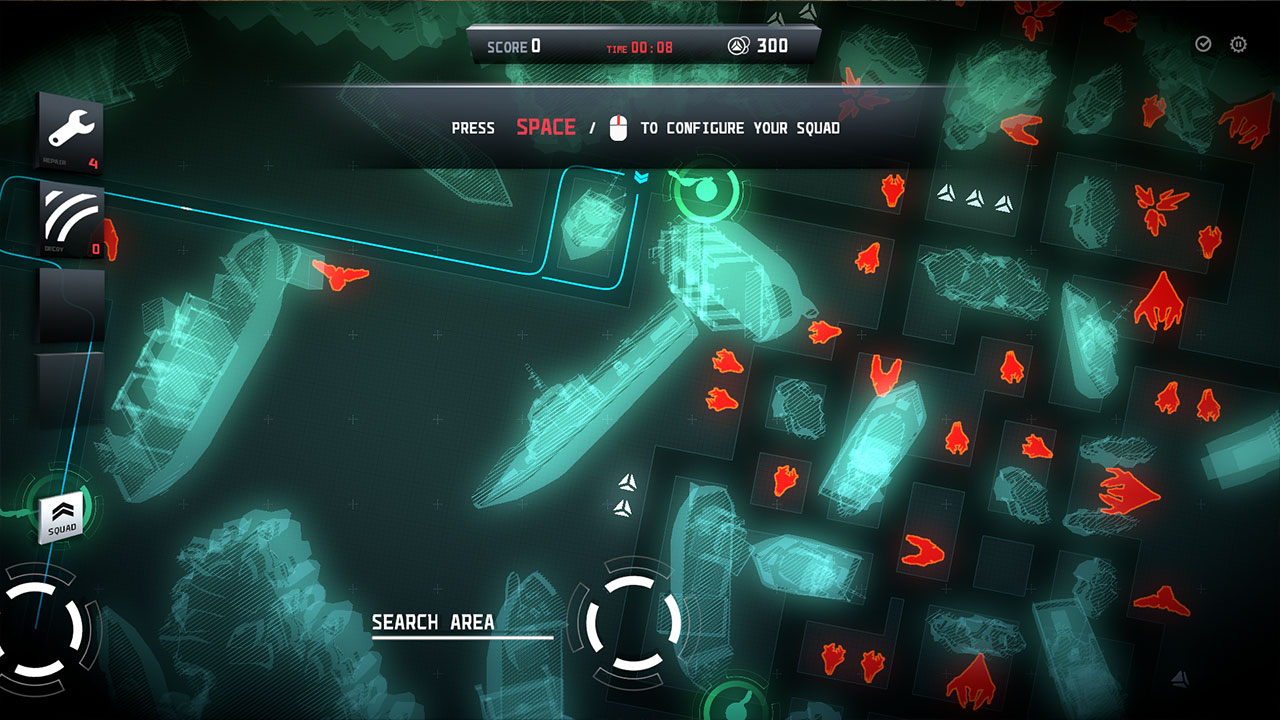 SCORE 0
TIME 00:08
300
PRESS SPACE / TO CONFIGURE YOUR SQUAD
REPAIR 4
DECOY 0
SQUAD
SEARCH AREA